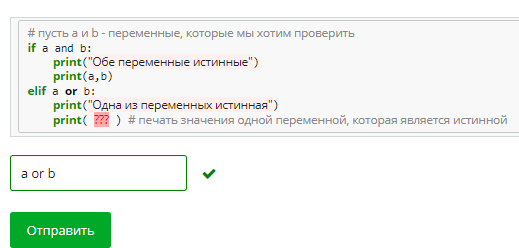 # пусть a и b - переменные, которые мы хотим проверить
if a and b:
    print("Обе переменные истинные")
    print(a,b)
elif a or b:
    print("Одна из переменных истинная")
    print( ??? ) # печать значения одной переменной, которая является истинной
a or b
Отправить